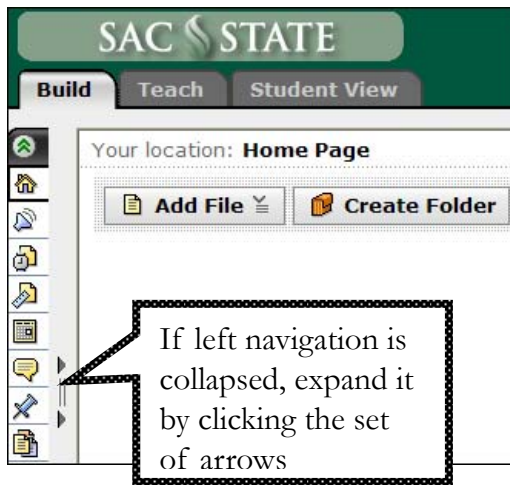 SAC STATE
Build Teach Student View
Your location: Home Page
Add File Create Folder
If left navigation is
collapsed, expand it
by clicking the set
of arrows